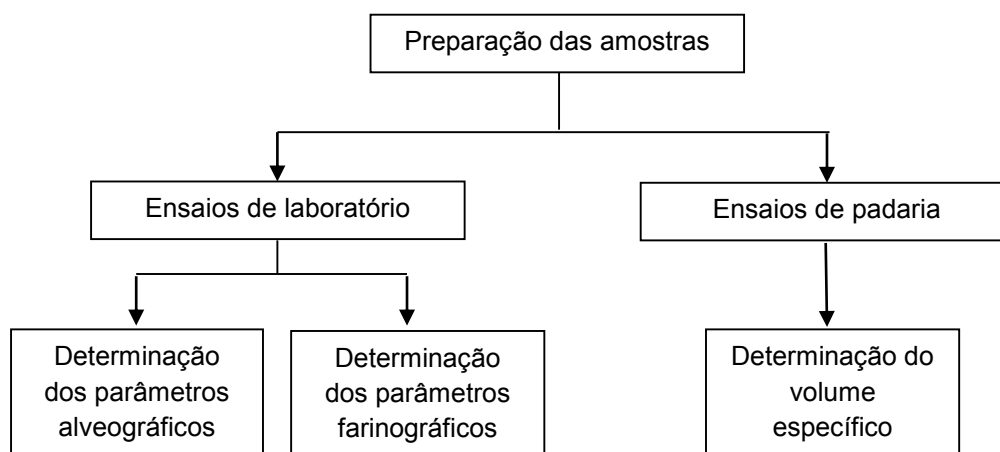 Preparação das amostras
Ensaios de laboratório
Ensaios de padaria
Determinação
dos parâmetros
alveográficos
Determinação
dos parâmetros
farinográficos
Determinação do
volume
específico